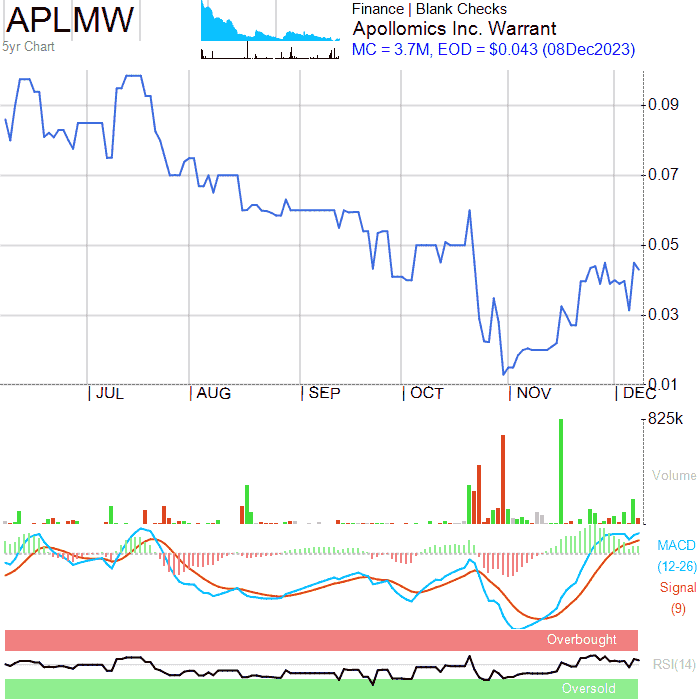 APLMW
5yr Chart
Finance | Blank Checks
Apollomics Inc. Warrant
MC = 3.7M, EOD = $0.043 (08Dec2023)
0.09
0.07
0.05
0.03
0.01
JUL AUG SEP OCT NOV DEC
825k
Volume
MACD
(12-26)
Signal
(9)
Overbought
RSI(14)
Oversold